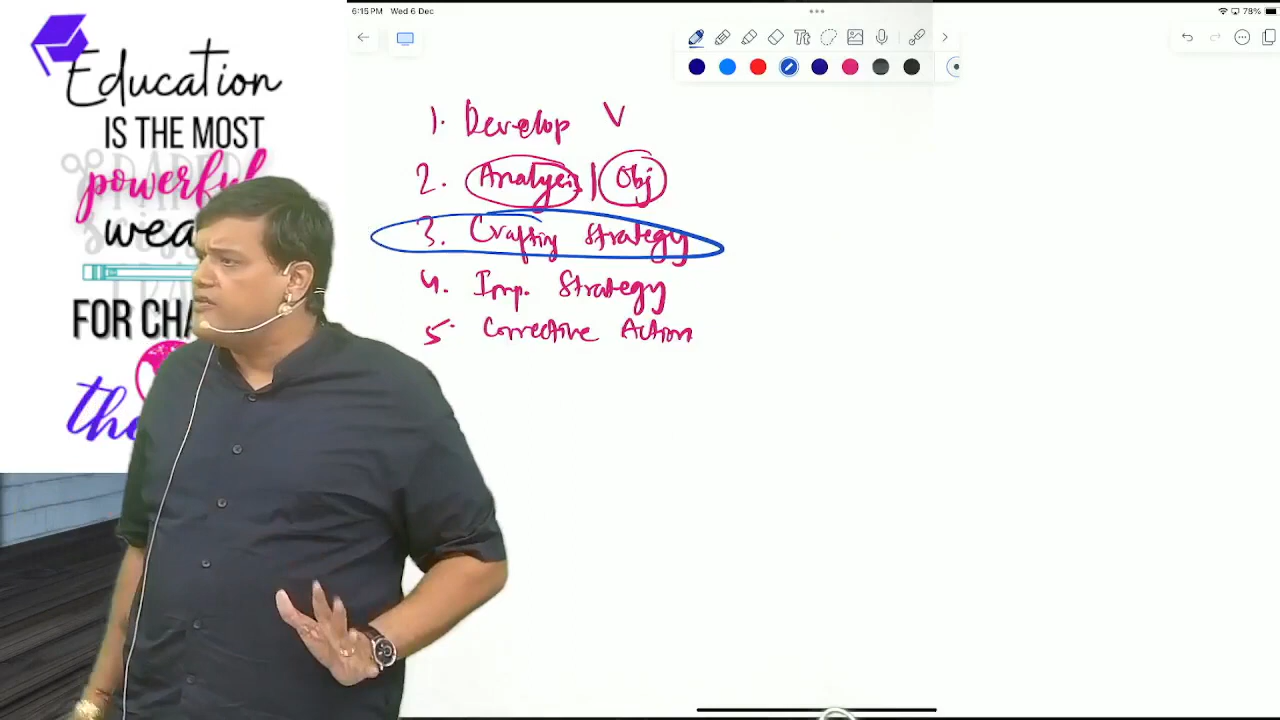 6:15 PM Wed 6 Dec
78%
Tt
Education
IS THE MOST
powerful
wea
FOR CHA
the
1. Develop V
2. Analysis | Obj
3. Crafting Strategy
4. Imp. Strategy
5. Corrective Action